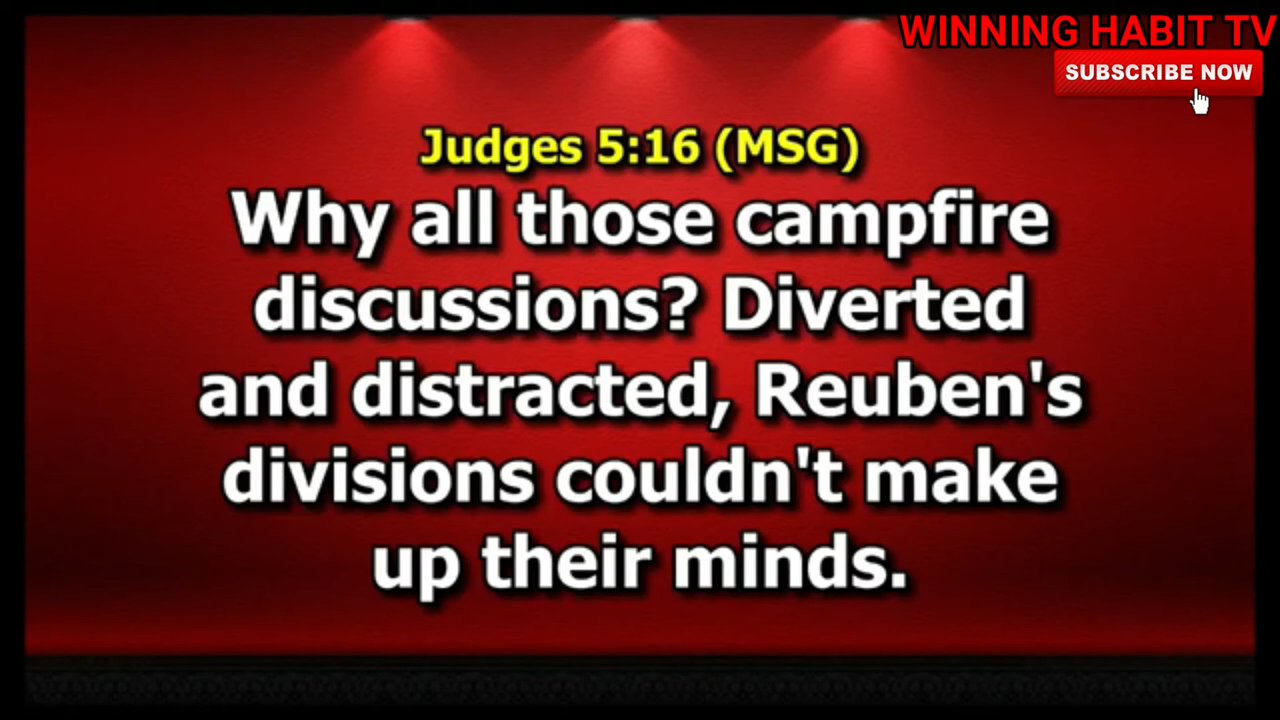 WINNING HABIT TV
SUBSCRIBE NOW
Judges 5:16 (MSG)
Why all those campfire
discussions? Diverted
and distracted, Reuben's
divisions couldn't make
up their minds.